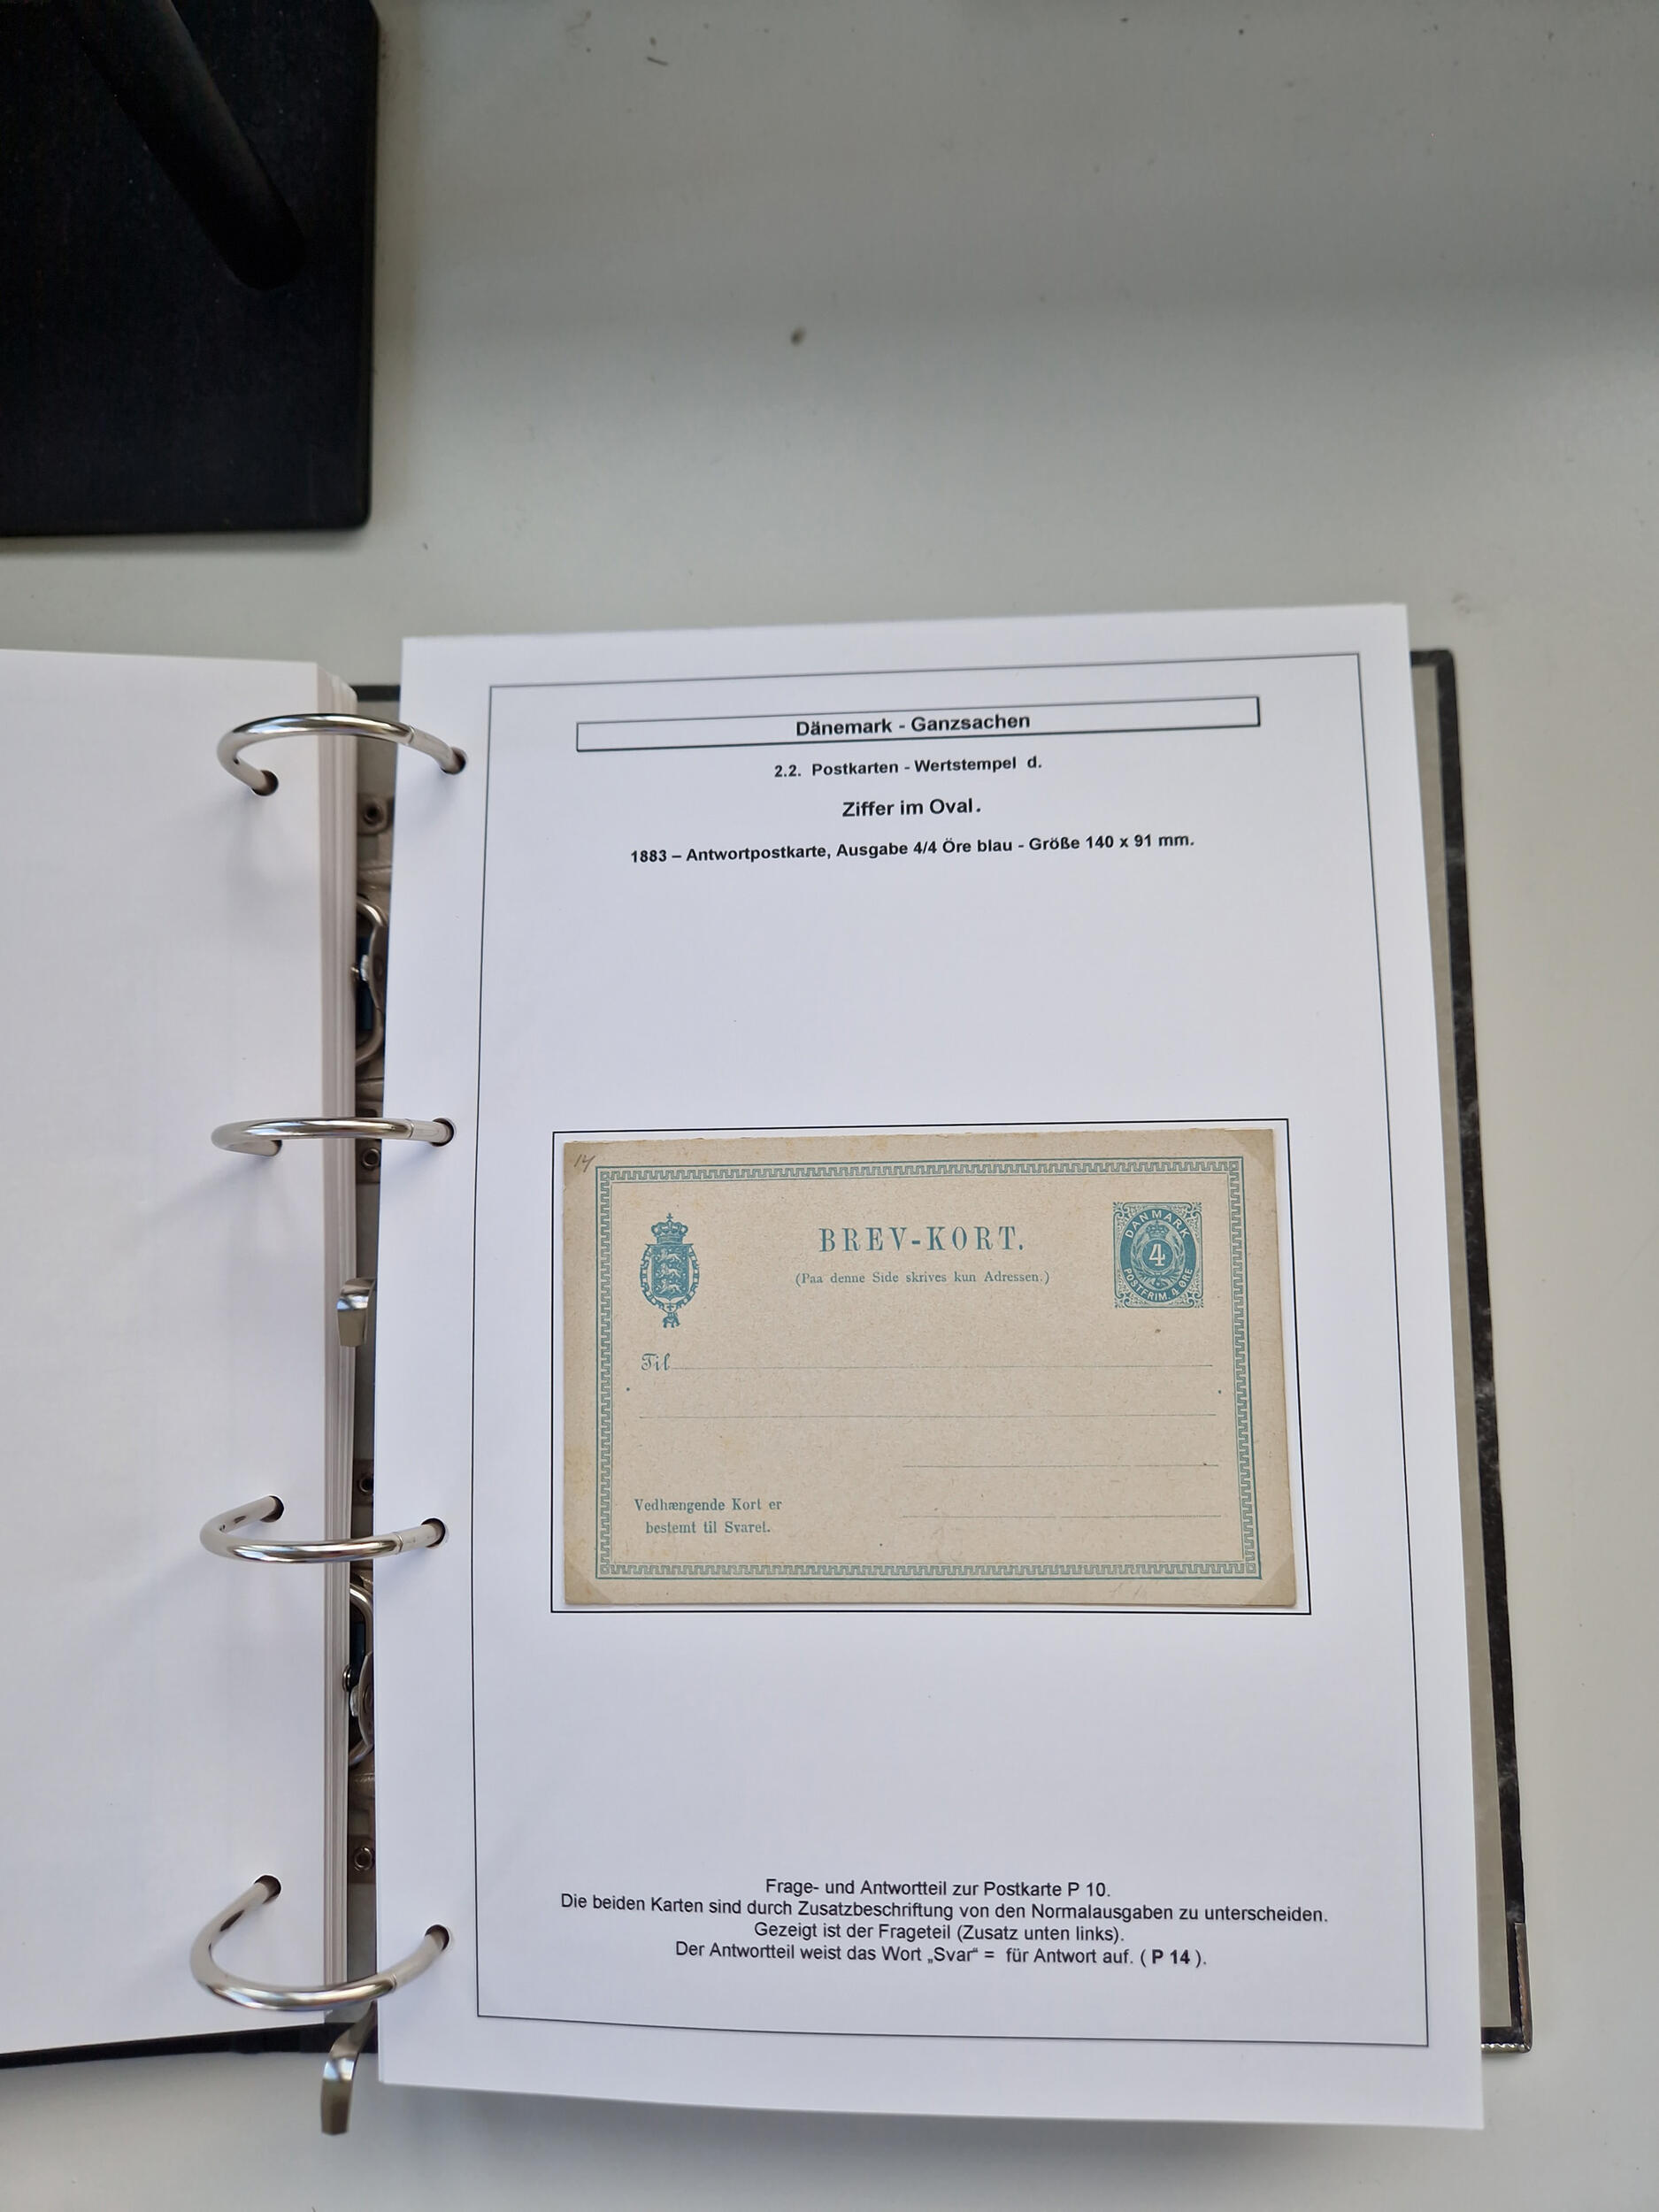 Dänemark - Ganzsachen
2.2. Postkarten - Wertstempel d.
Ziffer im Oval.
1883 – Antwortpostkarte, Ausgabe 4/4 Öre blau - Größe 140 x 91 mm.
14
BREV-KORT.
(Paa denne Side skrives kun Adressen.)
DANMARK
4
POSTFRIM. 4 ØRE
Til
Vedhængende Kort er
bestemt til Svaret.
Frage- und Antwortteil zur Postkarte P 10.
Die beiden Karten sind durch Zusatzbeschriftung von den Normalausgaben zu unterscheiden.
Gezeigt ist der Frageteil (Zusatz unten links).
Der Antwortteil weist das Wort „Svar“ = für Antwort auf. ( P 14 ).